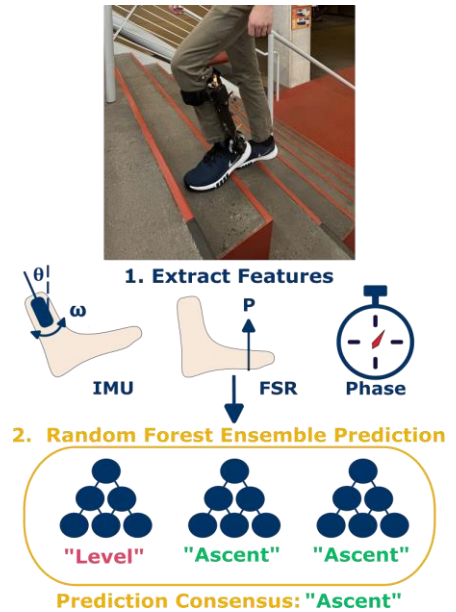 1. Extract Features
θ
ω
P
IMU
FSR
Phase
2. Random Forest Ensemble Prediction
"Level"
"Ascent"
"Ascent"
Prediction Consensus: "Ascent"